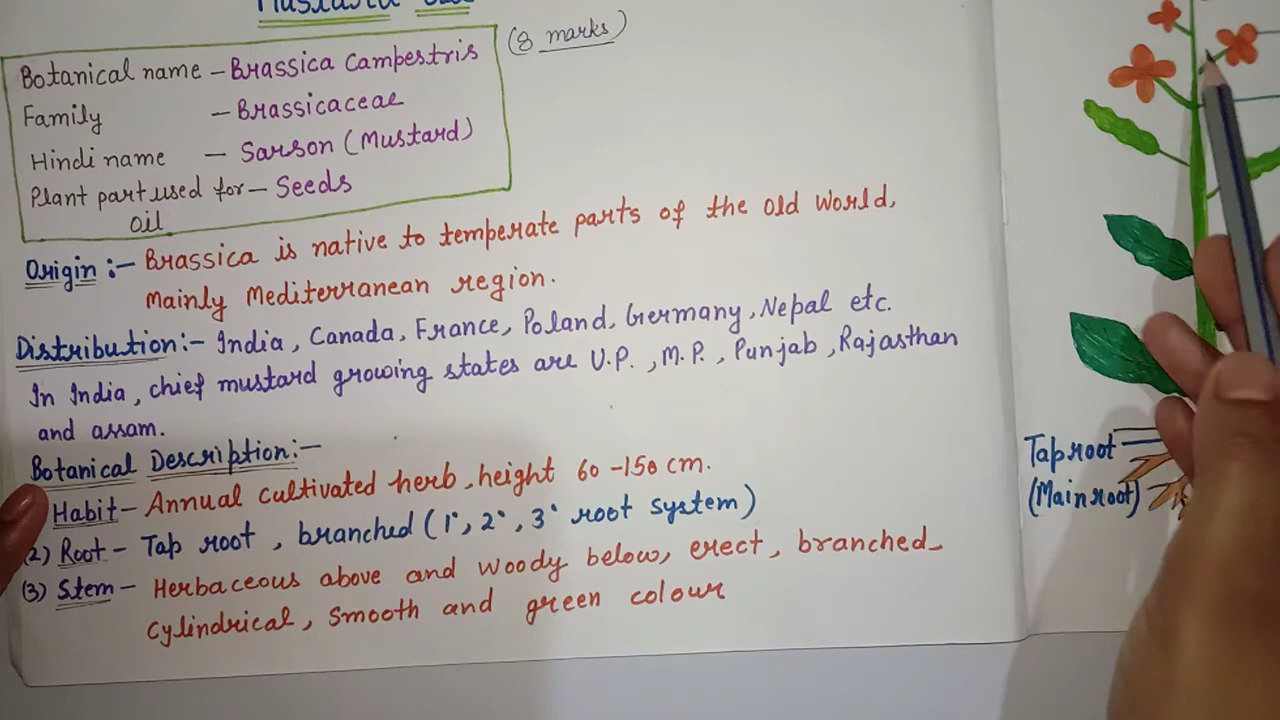 (8 marks)
Botanical name - Brassica Campestris
Family - Brassicaceae
Hindi name - Sarson (Mustard)
Plant part used for - Seeds
oil
Origin :- Brassica is native to temperate parts of the old world,
Mainly Mediterranean region.
Distribution:- India, Canada, France, Poland, Germany, Nepal etc.
In India, chief mustard growing states are U.P., M.P., Punjab, Rajasthan
and assam.
Botanical Description:-
Habit - Annual cultivated herb, height 60-150 cm.
(2) Root - Tap root, branched (1°, 2°, 3° root system)
(3) Stem - Herbaceous above and woody below, erect, branched
Cylindrical, smooth and green colour
Tap root
(Main root)